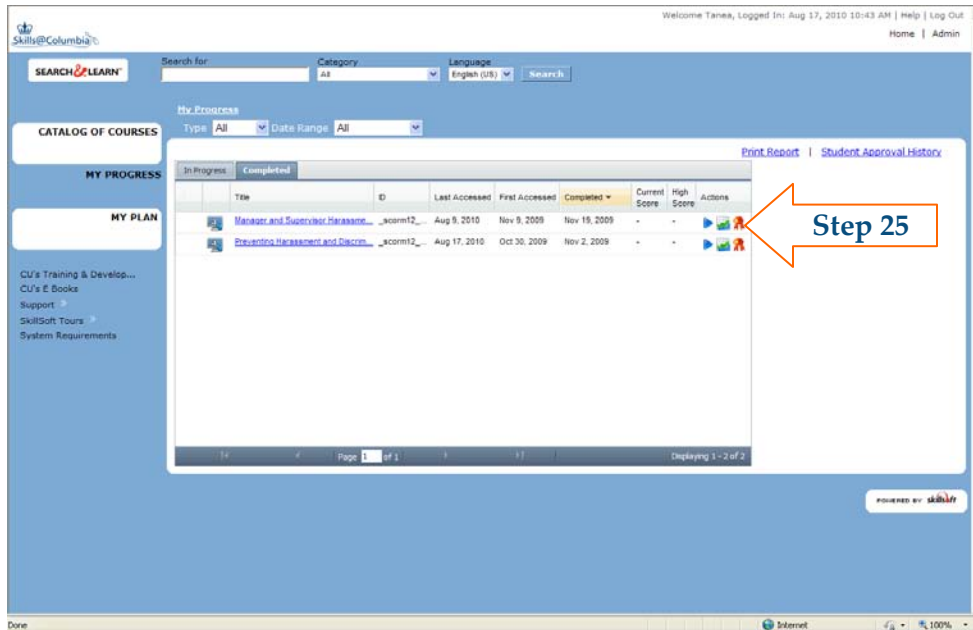 Welcome Tanea, Logged In: Aug 17, 2010 10:43 AM | Help | Log Out
Skills@Columbia
Home | Admin
SEARCH & LEARN™
Search for
Category
Language
All
English (US)
Search
My Progress
Type All Date Range All
CATALOG OF COURSES
MY PROGRESS
MY PLAN
CU's Training & Develop...
CU's E Books
Support »
SkillSoft Tours »
System Requirements
Print Report | Student Approval History
In Progress Completed
Title ID Last Accessed First Accessed Completed Current Score High Score Actions
Manager and Supervisor Harassme... _scorm12_... Aug 9, 2010 Nov 9, 2009 Nov 19, 2009 - -
Preventing Harassment and Discrim... _scorm12_... Aug 17, 2010 Oct 30, 2009 Nov 2, 2009 - -
Step 25
Page 1 of 1
Displaying 1 - 2 of 2
POWERED BY skillsoft
Done
Internet
100%